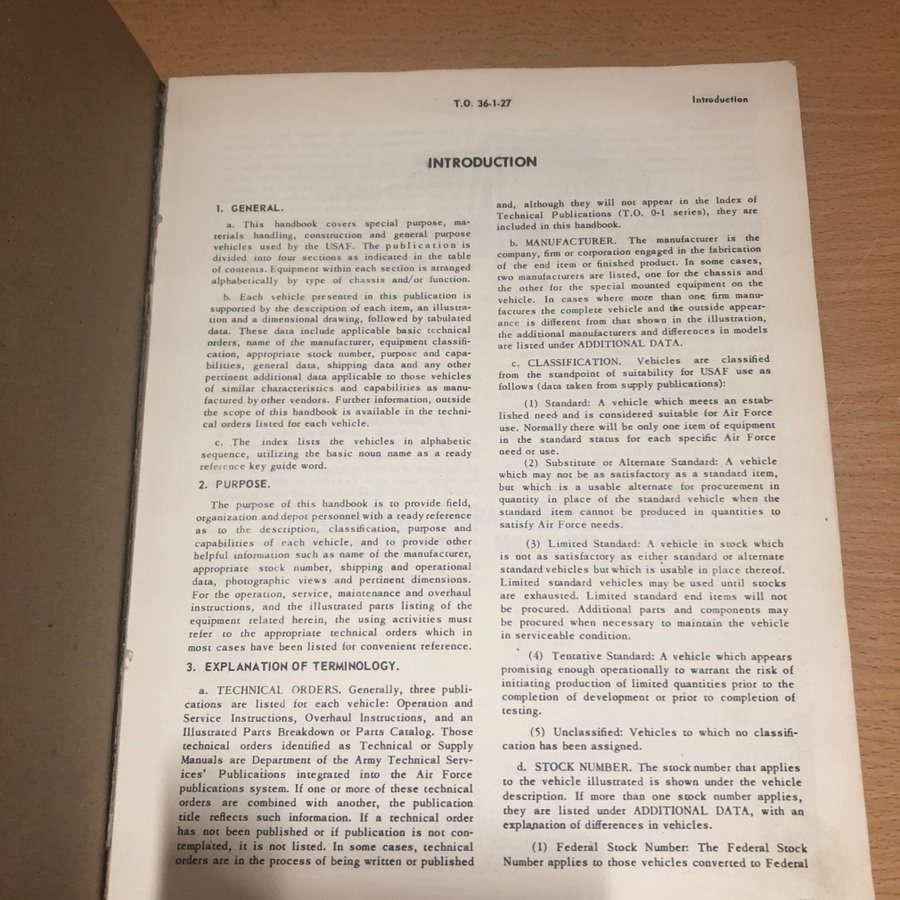 T.O. 36-1-27
Introduction
INTRODUCTION
1. GENERAL.
a. This handbook covers special purpose, ma-
terials handling, construction and general purpose
vehicles used by the USAF. The publication is
divided into four sections as indicated in the table
of contents. Equipment within each section is arranged
alphabetically by type of chassis and/or function.
b. Each vehicle presented in this publication is
supported by the description of each item, an illustra-
tion and a dimensional drawing, followed by tabulated
data. These data include applicable basic technical
orders, name of the manufacturer, equipment classifi-
cation, appropriate stock number, purpose and capa-
bilities, general data, shipping data and any other
pertinent additional data applicable to those vehicles
of similar characteristics and capabilities as manu-
factured by other vendors. Further information, outside
the scope of this handbook is available in the techni-
cal orders listed for each vehicle.
c. The index lists the vehicles in alphabetic
sequence, utilizing the basic noun name as a ready
reference key guide word.
2. PURPOSE.
The purpose of this handbook is to provide field,
organization and depot personnel with a ready reference
as to the description, classification, purpose and
capabilities of each vehicle, and to provide other
helpful information such as name of the manufacturer,
appropriate stock number, shipping and operational
data, photographic views and pertinent dimensions.
For the operation, service, maintenance and overhaul
instructions, and the illustrated parts listing of the
equipment related herein, the using activities must
refer to the appropriate technical orders which in
most cases have been listed for convenient reference.
3. EXPLANATION OF TERMINOLOGY.
a. TECHNICAL ORDERS. Generally, three publi-
cations are listed for each vehicle: Operation and
Service Instructions, Overhaul Instructions, and an
Illustrated Parts Breakdown or Parts Catalog. Those
technical orders identified as Technical or Supply
Manuals are Department of the Army Technical Serv-
ices' Publications integrated into the Air Force
publications system. If one or more of these technical
orders are combined with another, the publication
title reflects such information. If a technical order
has not been published or if publication is not con-
templated, it is not listed. In some cases, technical
orders are in the process of being written or published
and, although they will not appear in the Index of
Technical Publications (T.O. 0-1 series), they are
included in this handbook.
b. MANUFACTURER. The manufacturer is the
company, firm or corporation engaged in the fabrication
of the end item or finished product. In some cases,
two manufacturers are listed, one for the chassis and
the other for the special mounted equipment on the
vehicle. In cases where more than one firm manu-
factures the complete vehicle and the outside appear-
ance is different from that shown in the illustration,
the additional manufacturers and differences in models
are listed under ADDITIONAL DATA.
c. CLASSIFICATION. Vehicles are classified
from the standpoint of suitability for USAF use as
follows (data taken from supply publications):
(1) Standard: A vehicle which meets an estab-
lished need and is considered suitable for Air Force
use. Normally there will be only one item of equipment
in the standard status for each specific Air Force
need or use.
(2) Substitute or Alternate Standard: A vehicle
which may not be as satisfactory as a standard item,
but which is a usable alternate for procurement in
quantity in place of the standard vehicle when the
standard item cannot be produced in quantities to
satisfy Air Force needs.
(3) Limited Standard: A vehicle in stock which
is not as satisfactory as either standard or alternate
standard vehicles but which is usable in place thereof.
Limited standard vehicles may be used until stocks
are exhausted. Limited standard end items will not
be procured. Additional parts and components may
be procured when necessary to maintain the vehicle
in serviceable condition.
(4) Tentative Standard: A vehicle which appears
promising enough operationally to warrant the risk of
initiating production of limited quantities prior to the
completion of development or prior to completion of
testing.
(5) Unclassified: Vehicles to which no classifi-
cation has been assigned.
d. STOCK NUMBER. The stock number that applies
to the vehicle illustrated is shown under the vehicle
description. If more than one stock number applies,
they are listed under ADDITIONAL DATA, with an
explanation of differences in vehicles.
(1) Federal Stock Number: The Federal Stock
Number applies to those vehicles converted to Federal